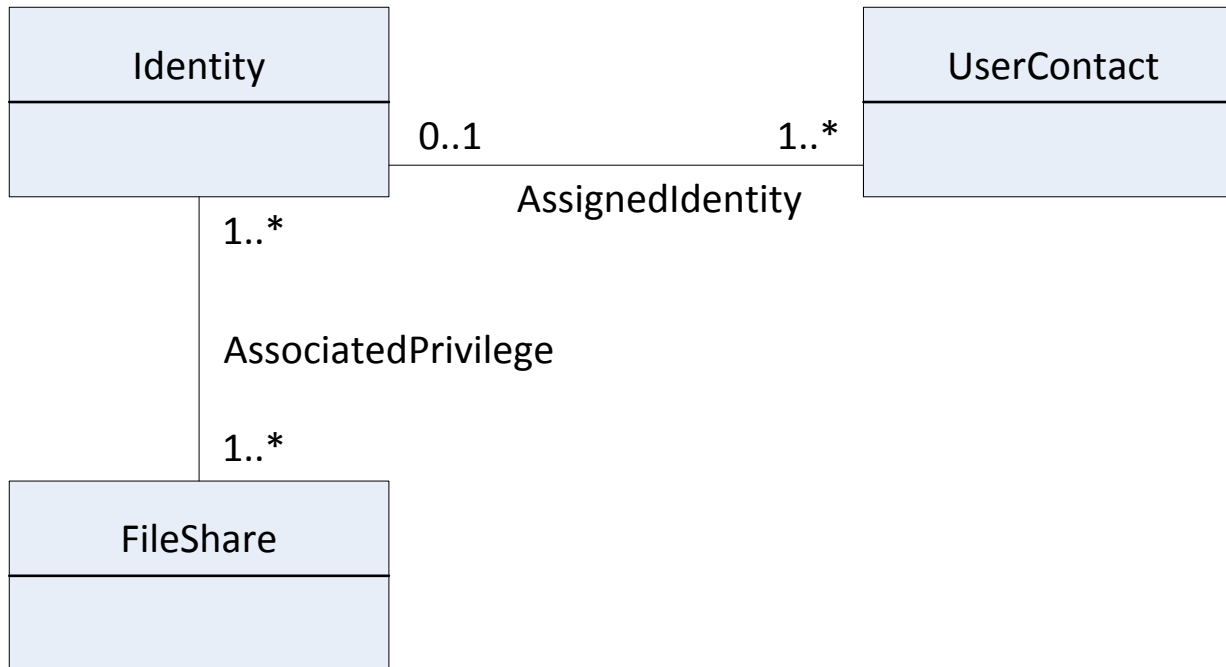 Identity
UserContact
0..1
1..*
AssignedIdentity
1..*
AssociatedPrivilege
1..*
FileShare